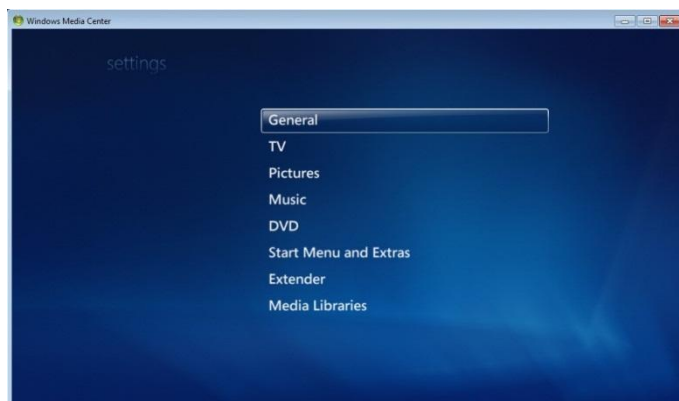 Windows Media Center
settings
General
TV
Pictures
Music
DVD
Start Menu and Extras
Extender
Media Libraries